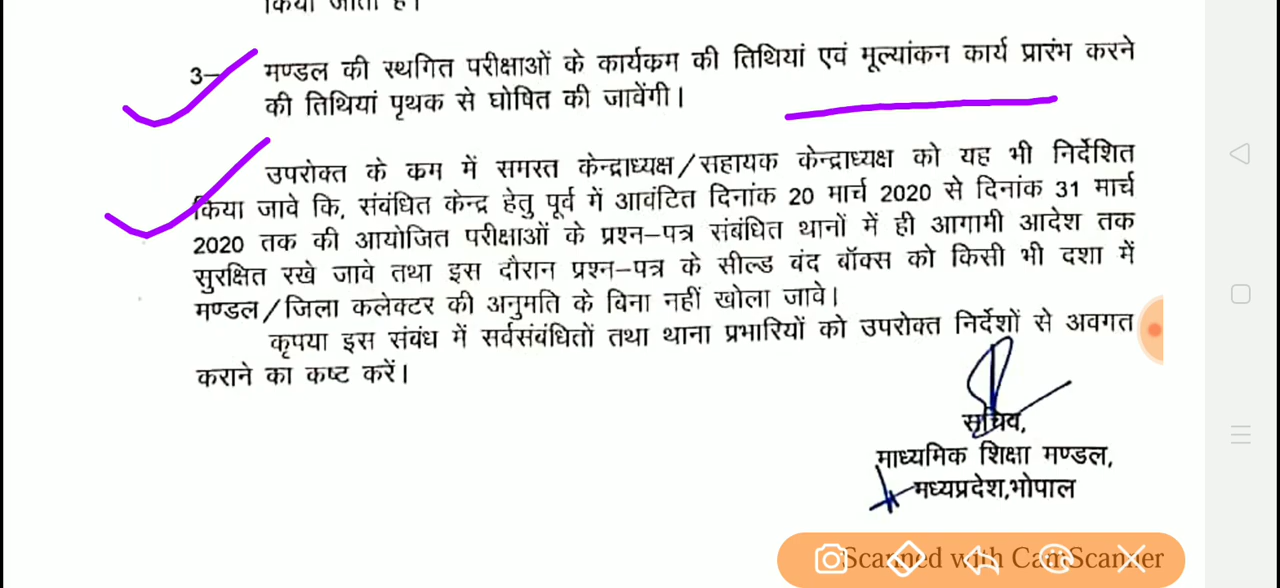 किया जाता है।
3- मण्डल की स्थगित परीक्षाओं के कार्यक्रम की तिथियां एवं मूल्यांकन कार्य प्रारंभ करने
की तिथियां पृथक से घोषित की जावेंगी।
उपरोक्त के कम में समस्त केन्द्राध्यक्ष/सहायक केन्द्राध्यक्ष को यह भी निर्देशित
किया जावे कि, संबंधित केन्द्र हेतु पूर्व में आवंटित दिनांक 20 मार्च 2020 से दिनांक 31 मार्च
2020 तक की आयोजित परीक्षाओं के प्रश्न-पत्र संबंधित थानों में ही आगामी आदेश तक
सुरक्षित रखे जावे तथा इस दौरान प्रश्न-पत्र के सील्ड बंद बॉक्स को किसी भी दशा में
मण्डल/जिला कलेक्टर की अनुमति के बिना नहीं खोला जावे।
कृपया इस संबंध में सर्वसंबंधितों तथा थाना प्रभारियों को उपरोक्त निर्देशों से अवगत
कराने का कष्ट करें।
सचिव,
माध्यमिक शिक्षा मण्डल,
मध्यप्रदेश,भोपाल
Scanned with CamScanner